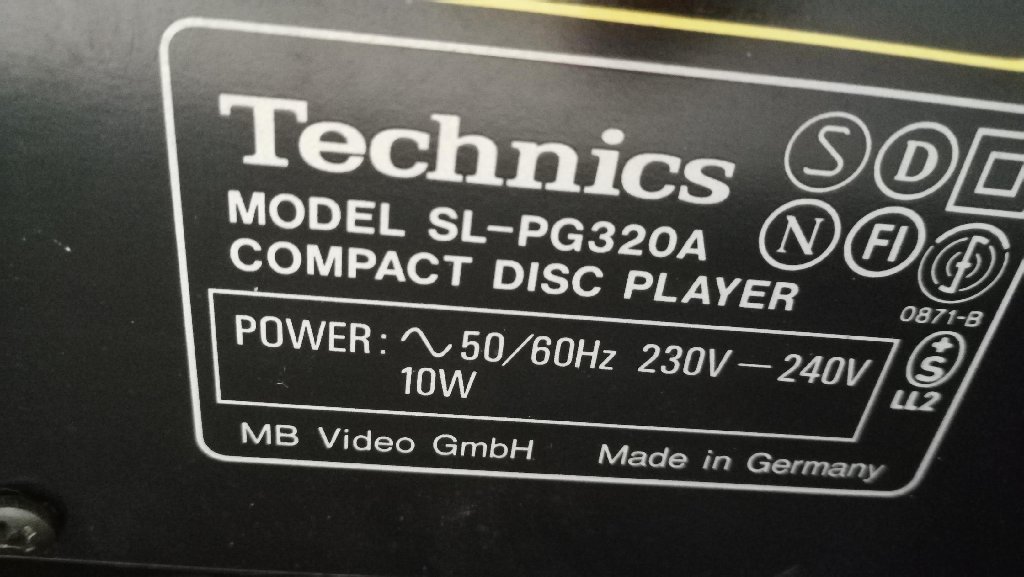 Technics
MODEL SL-PG320A
COMPACT DISC PLAYER
S D
N FI
0871-B
+S
LL2
POWER: ∿ 50/60Hz 230V — 240V
10W
MB Video GmbH Made in Germany